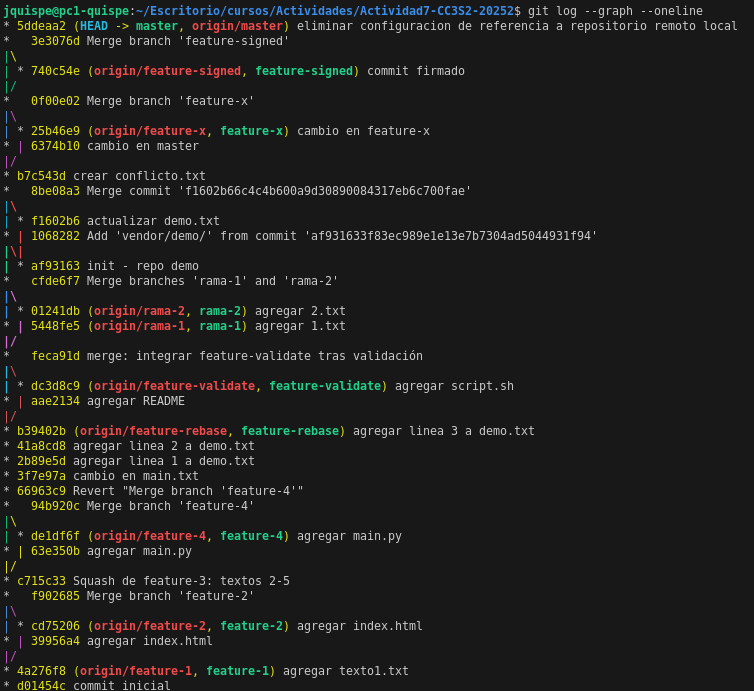 jquispe@pc1-quispe:~/Escritorio/cursos/Actividades/Actividad7-CC3S2-20252$ git log --graph --oneline
* 5ddeaa2 (HEAD -> master, origin/master) eliminar configuracion de referencia a repositorio remoto local
*   3e3076d Merge branch 'feature-signed'
|\
| * 740c54e (origin/feature-signed, feature-signed) commit firmado
|/
*   0f00e02 Merge branch 'feature-x'
|\
| * 25b46e9 (origin/feature-x, feature-x) cambio en feature-x
* | 6374b10 cambio en master
|/
* b7c543d crear conflicto.txt
*   8be08a3 Merge commit 'f1602b66c4c4b600a9d30890084317eb6c700fae'
|\
| * f1602b6 actualizar demo.txt
* | 1068282 Add 'vendor/demo/' from commit 'af931633f83ec989e1e13e7b7304ad5044931f94'
|\|
| * af93163 init - repo demo
*   cfde6f7 Merge branches 'rama-1' and 'rama-2'
|\
| * 01241db (origin/rama-2, rama-2) agregar 2.txt
* | 5448fe5 (origin/rama-1, rama-1) agregar 1.txt
|/
*   feca91d merge: integrar feature-validate tras validación
|\
| * dc3d8c9 (origin/feature-validate, feature-validate) agregar script.sh
* | aae2134 agregar README
|/
* b39402b (origin/feature-rebase, feature-rebase) agregar linea 3 a demo.txt
* 41a8cd8 agregar linea 2 a demo.txt
* 2b89e5d agregar linea 1 a demo.txt
* 3f7e97a cambio en main.txt
* 66963c9 Revert "Merge branch 'feature-4'"
*   94b920c Merge branch 'feature-4'
|\
| * de1df6f (origin/feature-4, feature-4) agregar main.py
* | 63e350b agregar main.py
|/
* c715c33 Squash de feature-3: textos 2-5
*   f902685 Merge branch 'feature-2'
|\
| * cd75206 (origin/feature-2, feature-2) agregar index.html
* | 39956a4 agregar index.html
|/
* 4a276f8 (origin/feature-1, feature-1) agregar texto1.txt
* d01454c commit inicial